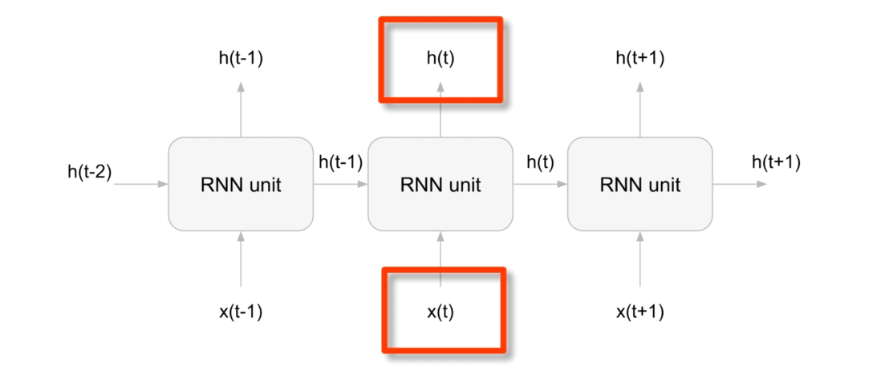 h(t-1)
h(t)
h(t+1)
h(t-2)
RNN unit
h(t-1)
RNN unit
h(t)
RNN unit
h(t+1)
x(t-1)
x(t)
x(t+1)